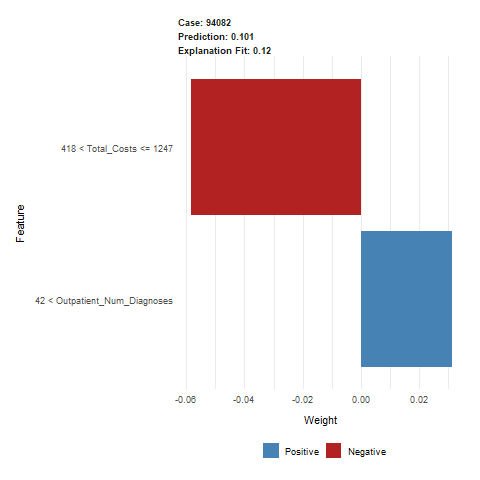 Case: 94082
Prediction: 0.101
Explanation Fit: 0.12
418 < Total_Costs <= 1247
Feature
42 < Outpatient_Num_Diagnoses
-0.06 -0.04 -0.02 0.00 0.02
Weight
Positive Negative